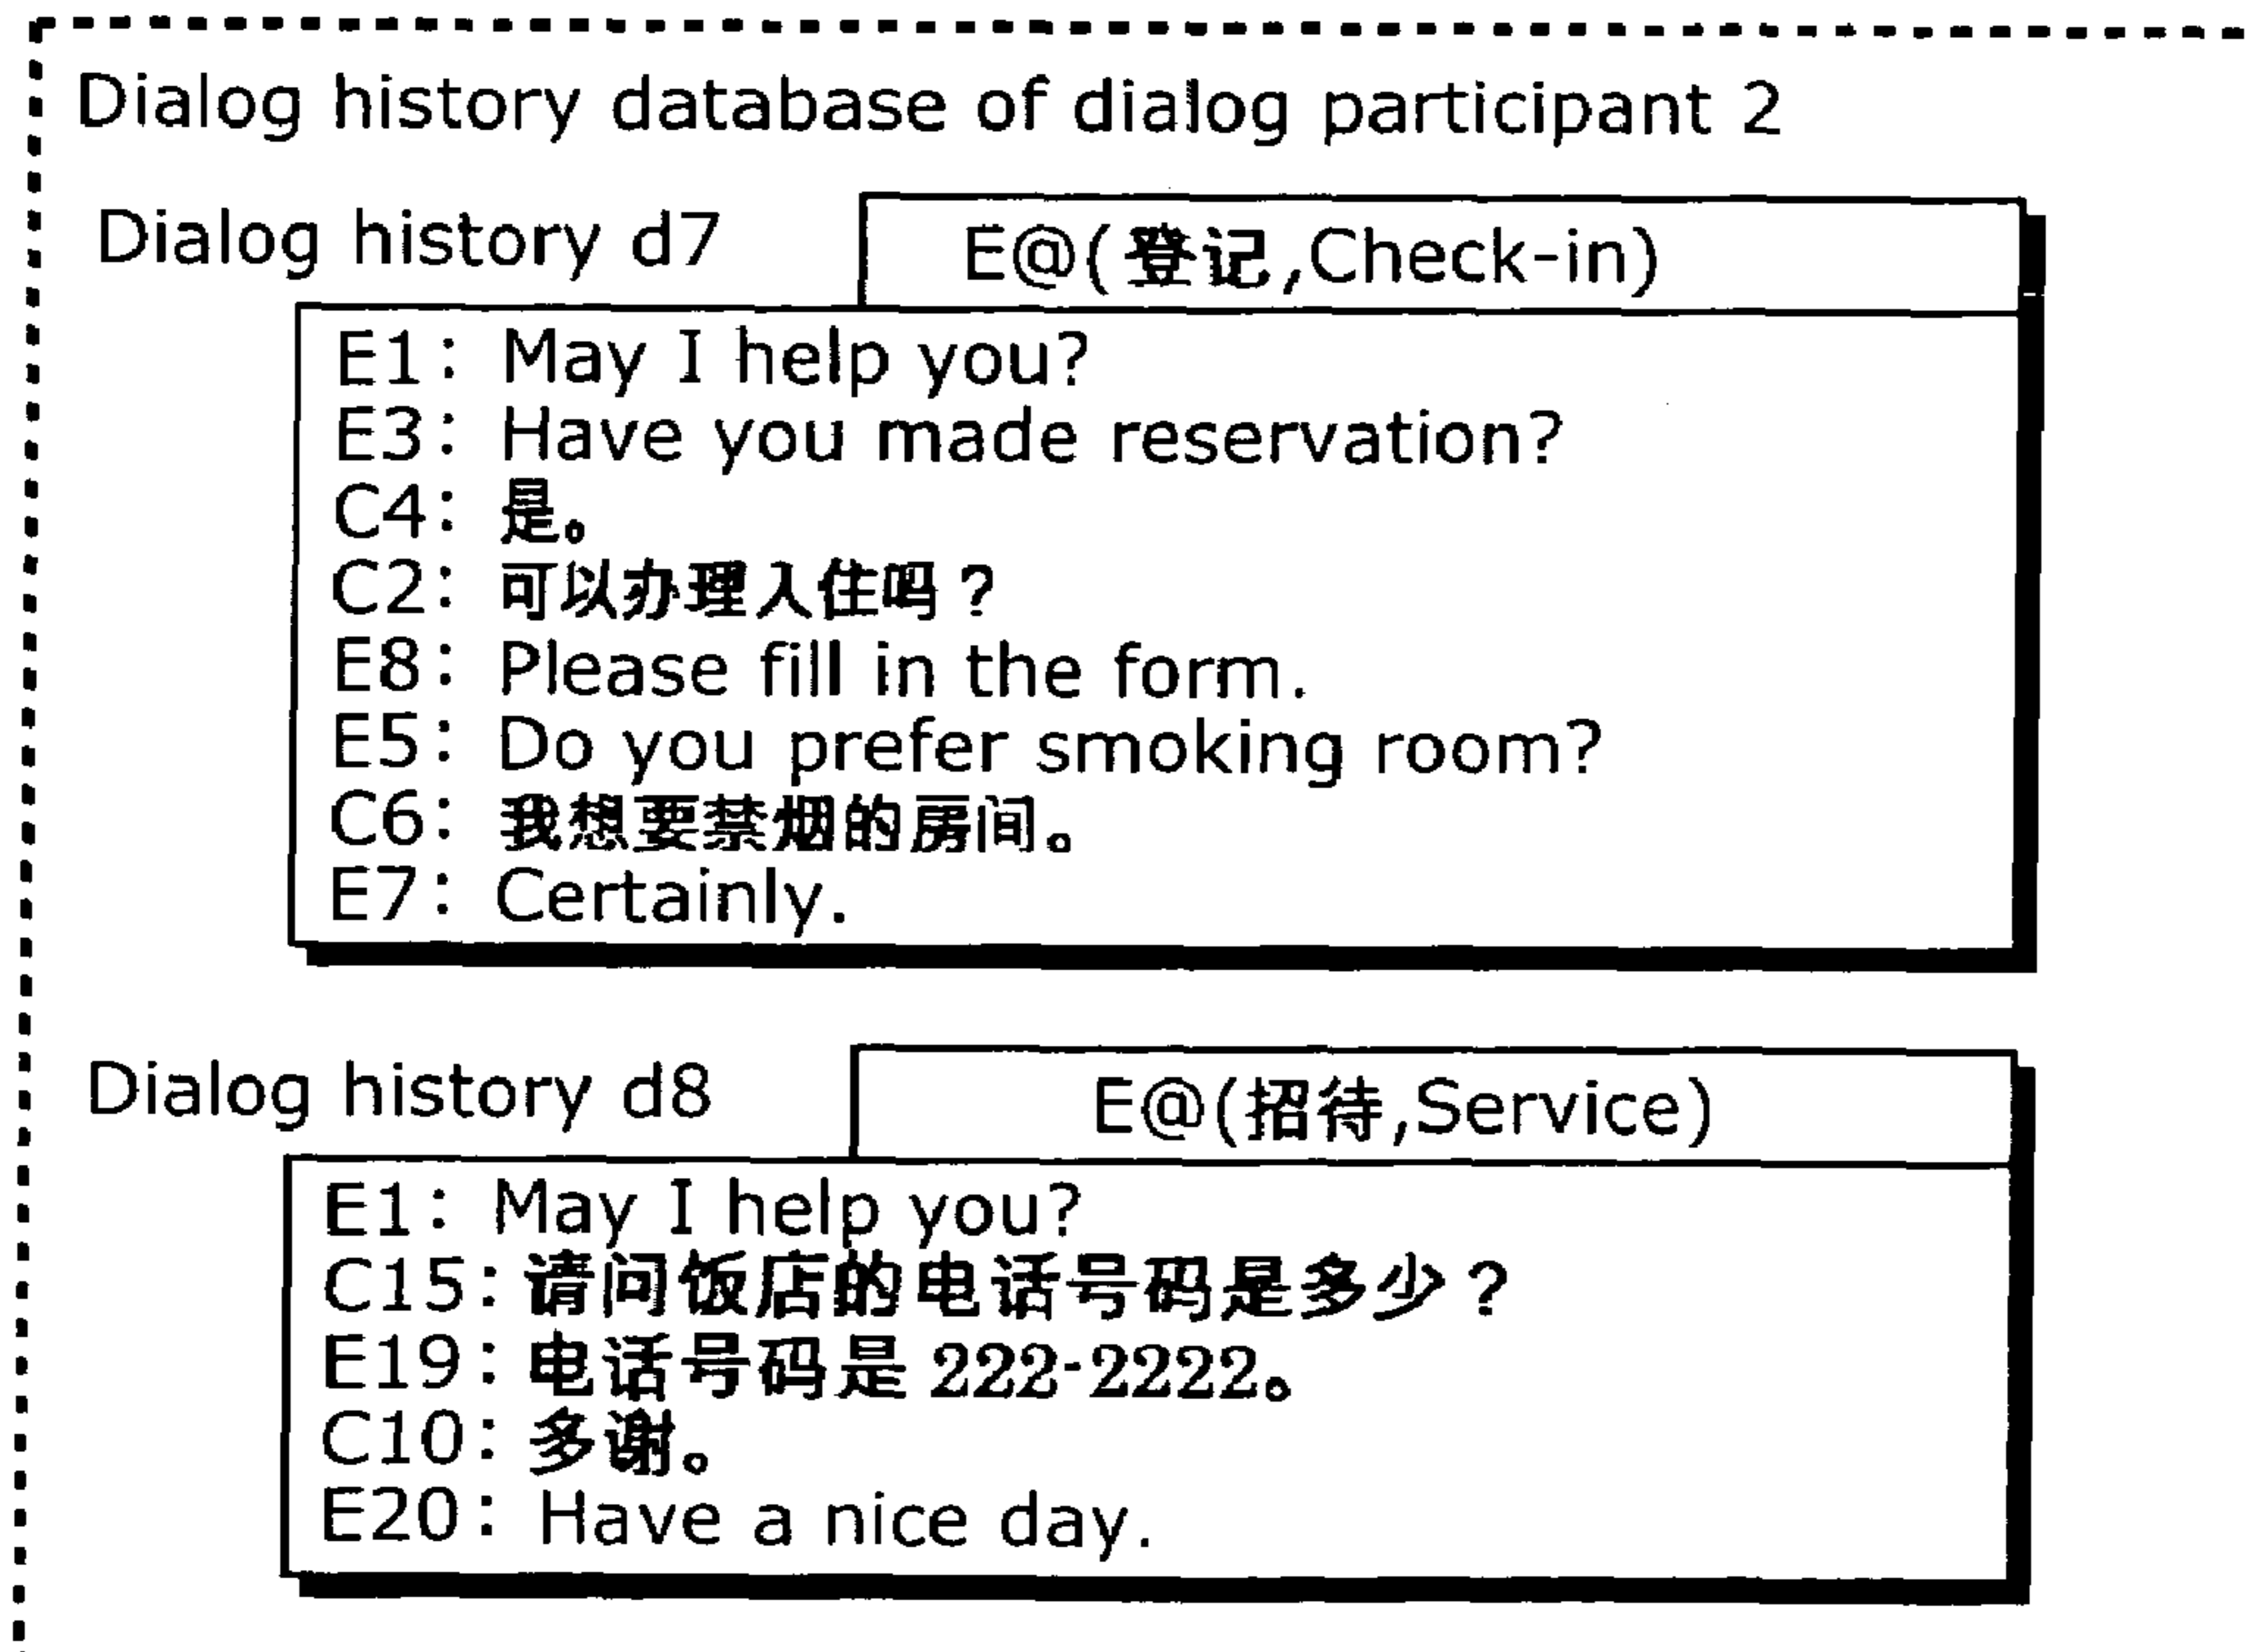 Dialog history database of dialog participant 2
Dialog history d7
E@(登记,Check-in)
E1: May I help you?
E3: Have you made reservation?
C4: 是。
C2: 可以办理入住吗？
E8: Please fill in the form.
E5: Do you prefer smoking room?
C6: 我想要禁烟的房间。
E7: Certainly.
Dialog history d8
E@(招待,Service)
E1: May I help you?
C15: 请问饭店的电话号码是多少？
E19: 电话号码是 222-2222。
C10: 多谢。
E20: Have a nice day.